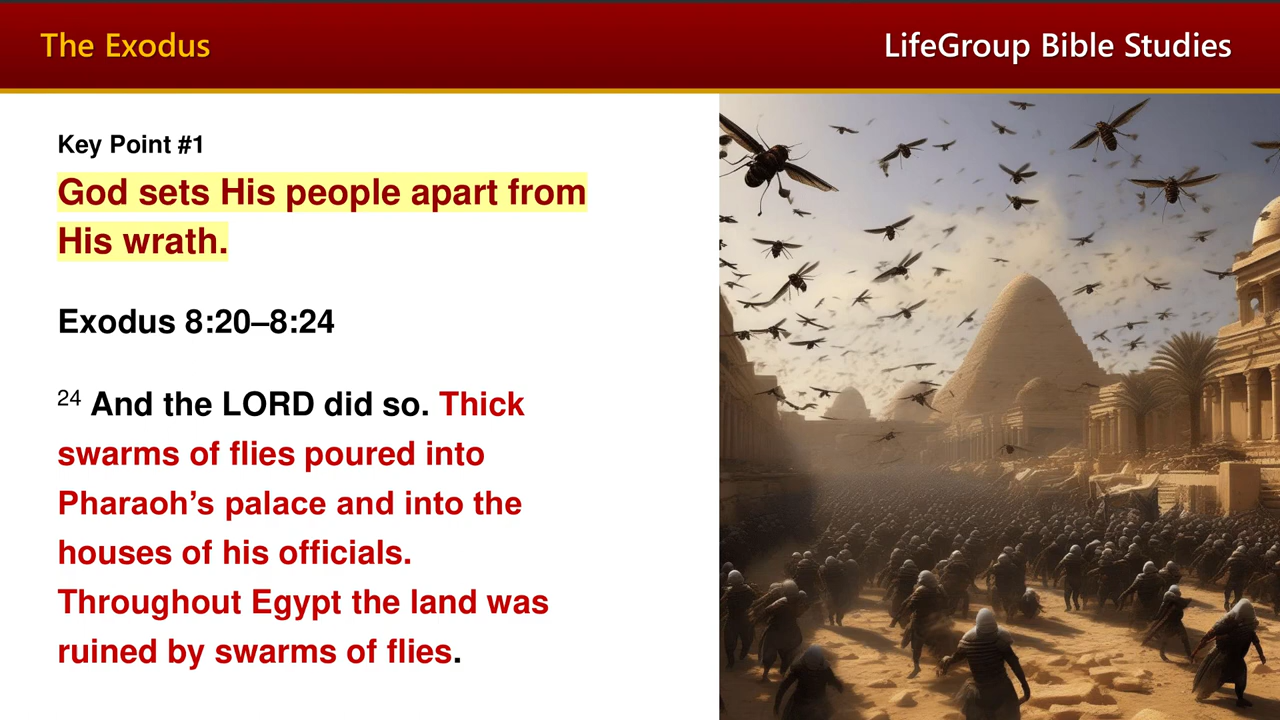 The Exodus
LifeGroup Bible Studies
Key Point #1
God sets His people apart from
His wrath.
Exodus 8:20–8:24
24 And the LORD did so. Thick
swarms of flies poured into
Pharaoh’s palace and into the
houses of his officials.
Throughout Egypt the land was
ruined by swarms of flies.